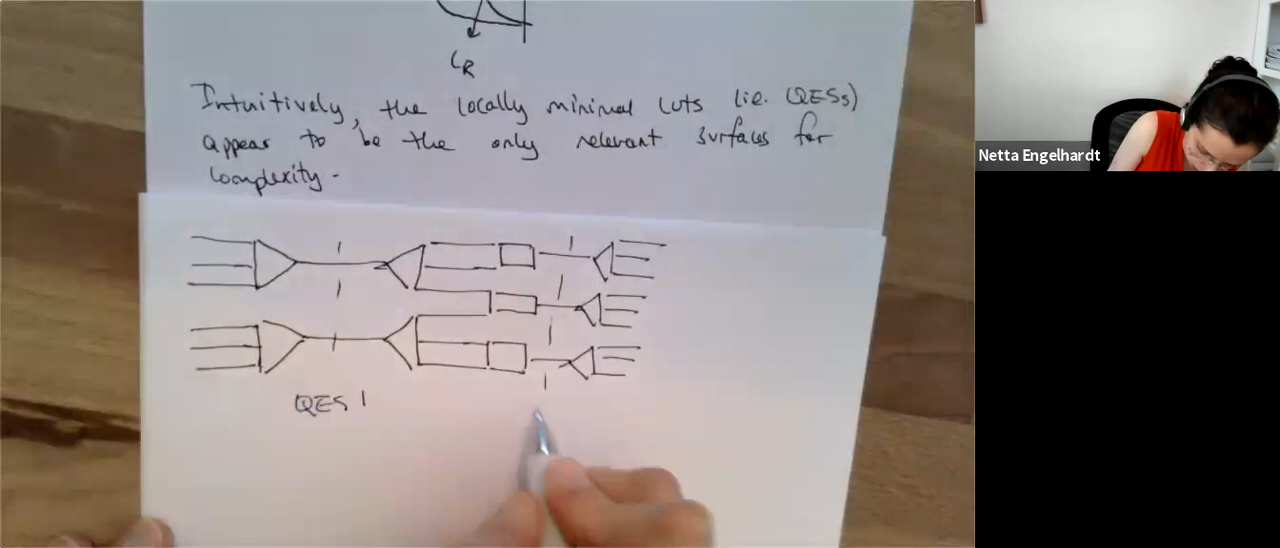 LR
Intuitively, the locally minimal cuts (i.e. QESs)
appear to be the only relevant surfaces for
complexity.
QES 1
Netta Engelhardt